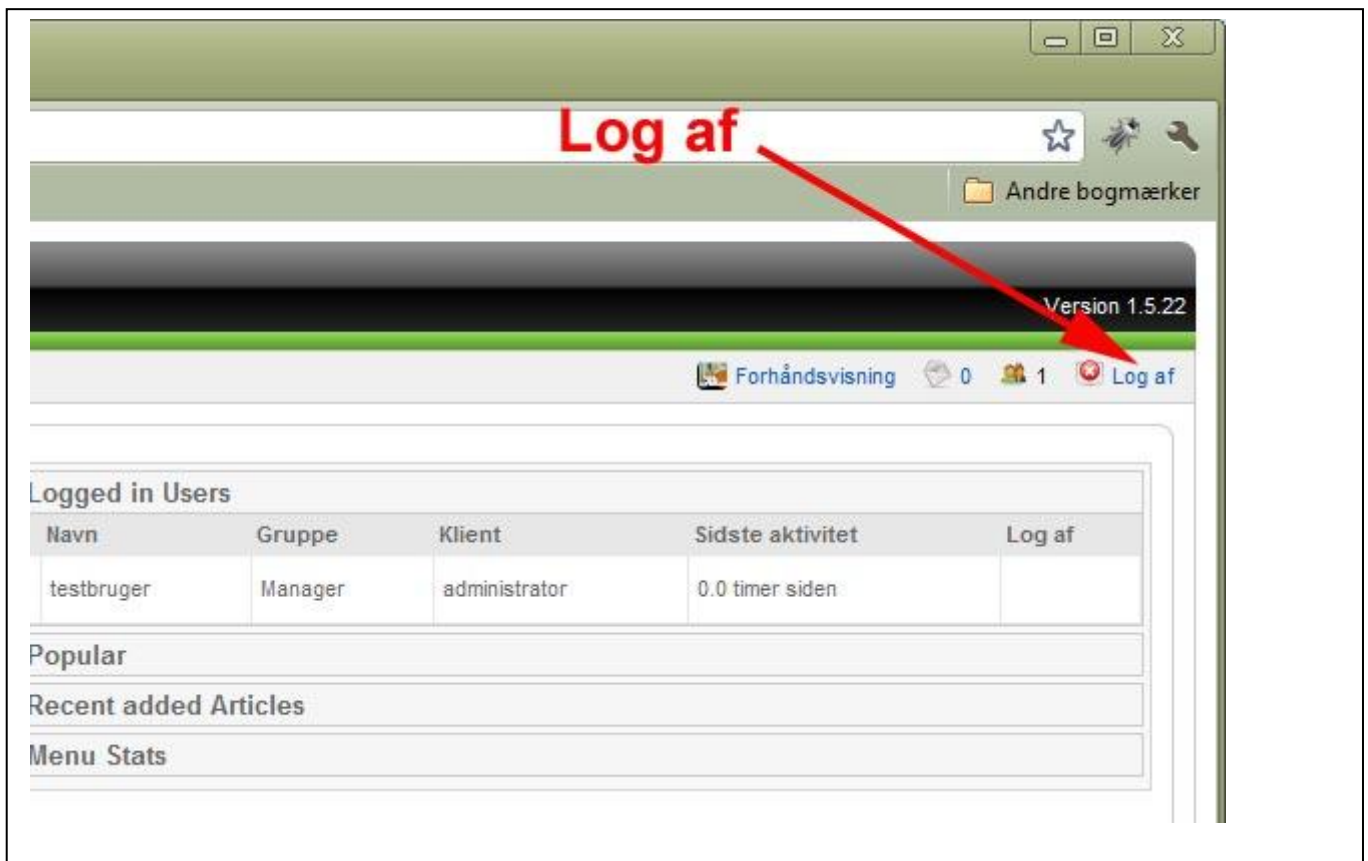 Log af
Andre bogmærker
Version 1.5.22
Forhåndsvisning 0 1 Log af
Logged in Users
Navn Gruppe Klient Sidste aktivitet Log af
testbruger Manager administrator 0.0 timer siden
Popular
Recent added Articles
Menu Stats